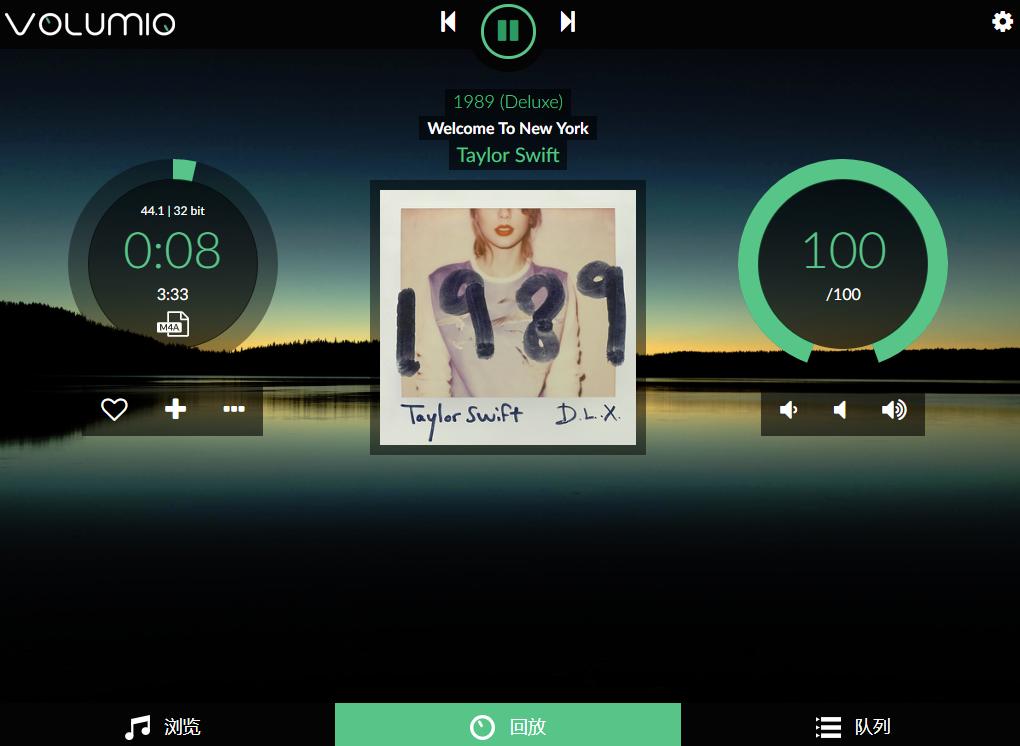 VOLUMIO
1989 (Deluxe)
Welcome To New York
Taylor Swift
44.1 | 32 bit
0:08
3:33
M4A
1989
Taylor Swift D.L.X.
100
/100
浏览
回放
队列